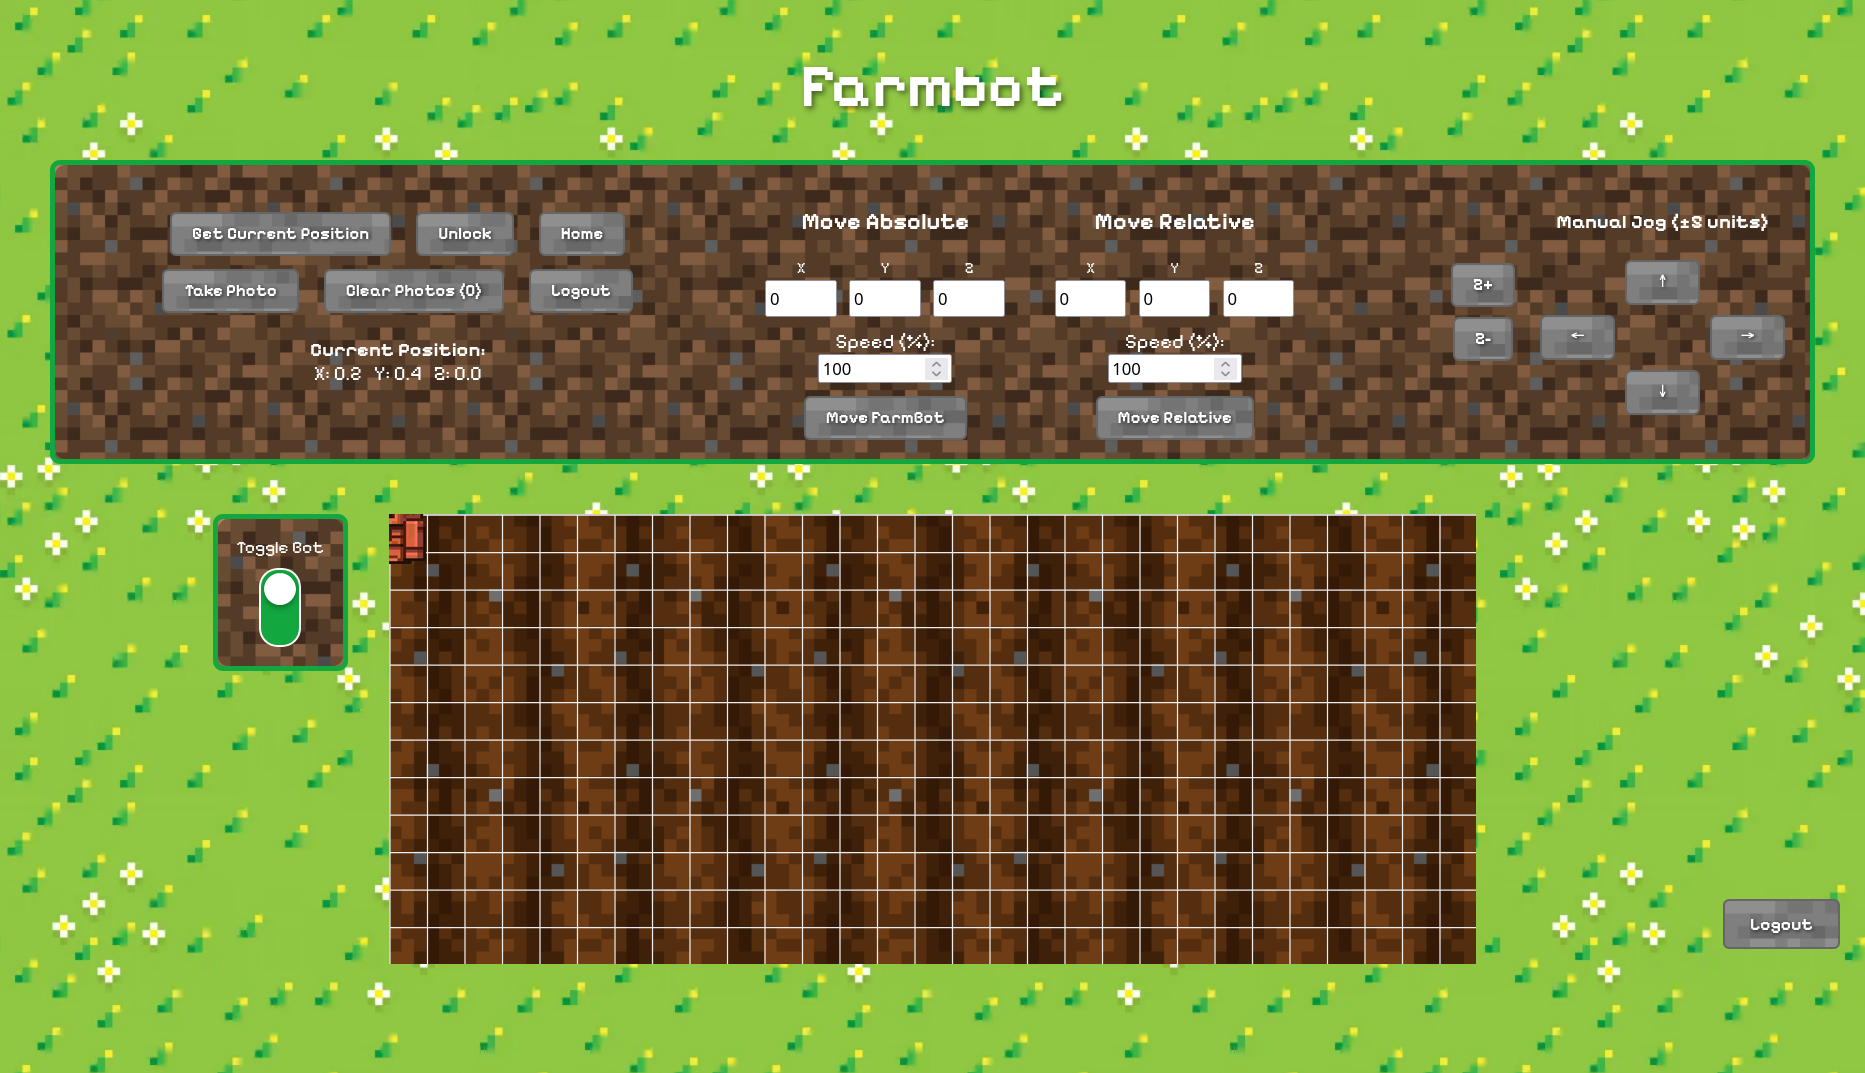 Farmbot
Get Current Position
Unlock
Home
Take Photo
Clear Photos (0)
Logout
Current Position:
X: 0.2 Y: 0.4 Z: 0.0
Move Absolute
X Y Z
0 0 0
Speed (%):
100
Move FarmBot
Move Relative
X Y Z
0 0 0
Speed (%):
100
Move Relative
Manual Jog (±8 units)
Z+
Z-
↑
←
→
↓
Toggle Bot
Logout